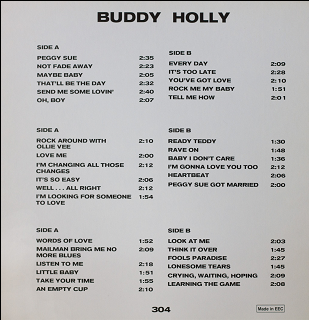 BUDDY HOLLY
SIDE A
PEGGY SUE 2:35
NOT FADE AWAY 2:23
MAYBE BABY 2:05
THAT'LL BE THE DAY 2:32
SEND ME SOME LOVIN' 2:40
OH, BOY 2:07
SIDE B
EVERY DAY 2:09
IT'S TOO LATE 2:28
YOU'VE GOT LOVE 2:10
ROCK ME MY BABY 1:51
TELL ME HOW 2:01
SIDE A
ROCK AROUND WITH 2:10
OLLIE VEE
LOVE ME 2:00
I'M CHANGING ALL THOSE 2:12
CHANGES
IT'S SO EASY 2:06
WELL . . . ALL RIGHT 2:12
I'M LOOKING FOR SOMEONE 1:54
TO LOVE
SIDE B
READY TEDDY 1:30
RAVE ON 1:48
BABY I DON'T CARE 1:36
I'M GONNA LOVE YOU TOO 2:12
HEARTBEAT 2:06
PEGGY SUE GOT MARRIED 2:00
SIDE A
WORDS OF LOVE 1:52
MAILMAN BRING ME NO 2:09
MORE BLUES
LISTEN TO ME 2:18
LITTLE BABY 1:51
TAKE YOUR TIME 1:55
AN EMPTY CUP 2:10
SIDE B
LOOK AT ME 2:03
THINK IT OVER 1:45
FOOLS PARADISE 2:27
LONESOME TEARS 1:45
CRYING, WAITING, HOPING 2:09
LEARNING THE GAME 2:08
304
Made in EEC